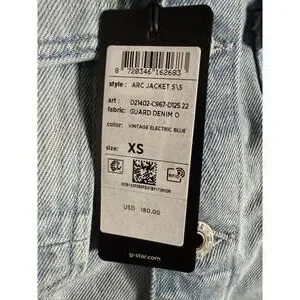 8 720346 162683
style : ARC JACKET S\S
art : D21402-C967-D125 22
fabric: GUARD DENIM O
color: VINTAGE ELECTRIC BLUE
size: XS
USD 180.00
g-star.com